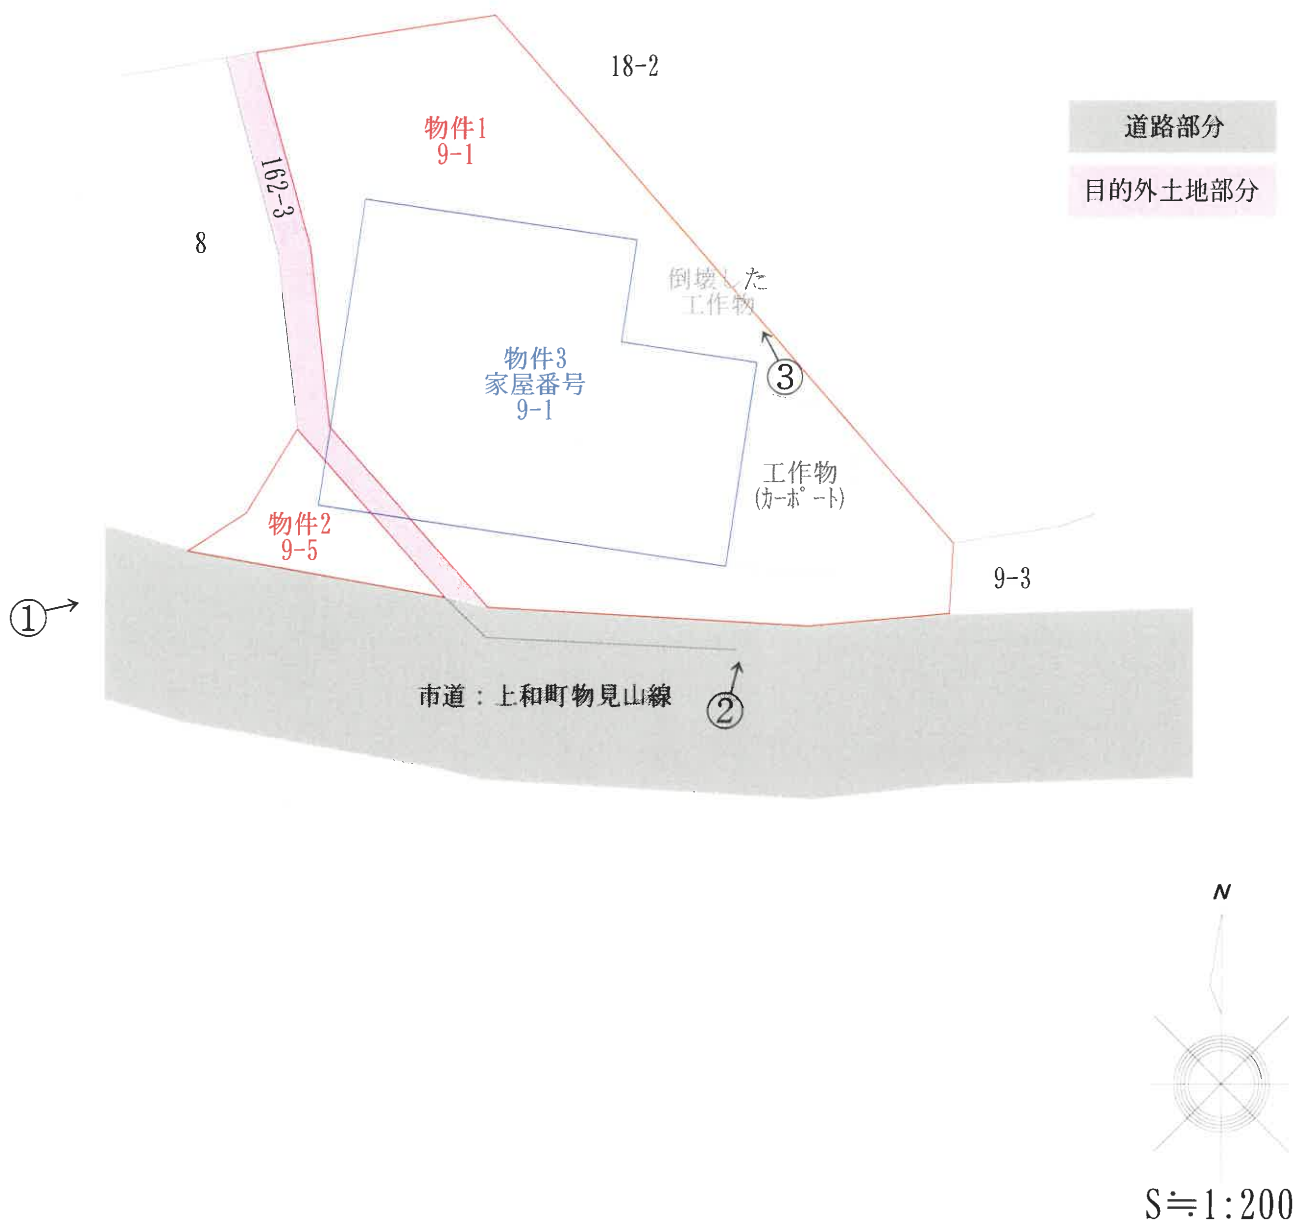 18-2
道路部分
物件1
9-1
目的外土地部分
162-3
8
倒壊した
工作物
物件3
家屋番号
9-1
③
工作物
(カーポート)
物件2
9-5
9-3
①
市道：上和町物見山線
②
N
S≒1:200